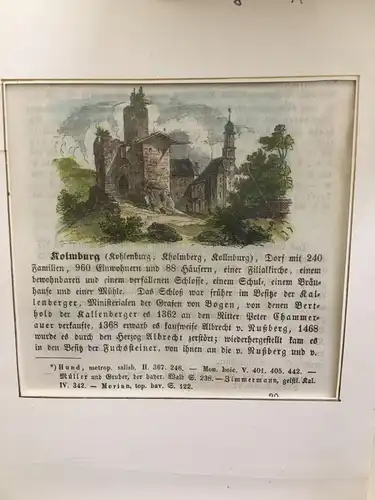 Kolmburg (Kohlenburg, Kholmberg, Kollnburg), Dorf mit 240
Familien, 960 Einwohnern und 88 Häusern, einer Filialkirche, einem
bewohnbaren und einem verfallenen Schlosse, einem Schule, einem Bräu-
hause und einer Mühle. Das Schloß war früher im Besitze der Kal-
lenberger, Ministerialen der Grafen von Bogen, von denen Bert-
hold der Kallenberger es 1362 an den Ritter Peter Chammer-
auer verkaufte, 1368 erwarb es kaufweise Albrecht v. Nußberg, 1468
wurde es durch den Herzog Albrecht zerstört; wiederhergestellt kam es
in den Besitz der Fuchssteiner, von ihnen an die v. Nußberg und v.
*) Hund, metrop. salisb. II. 367. 246. — Mon. boic. V. 401. 405. 442. —
Müller und Gruber, der bayer. Wald S. 238. — Zimmermann, geistl. Kal.
IV. 342. — Merian, top. bav. S. 122.